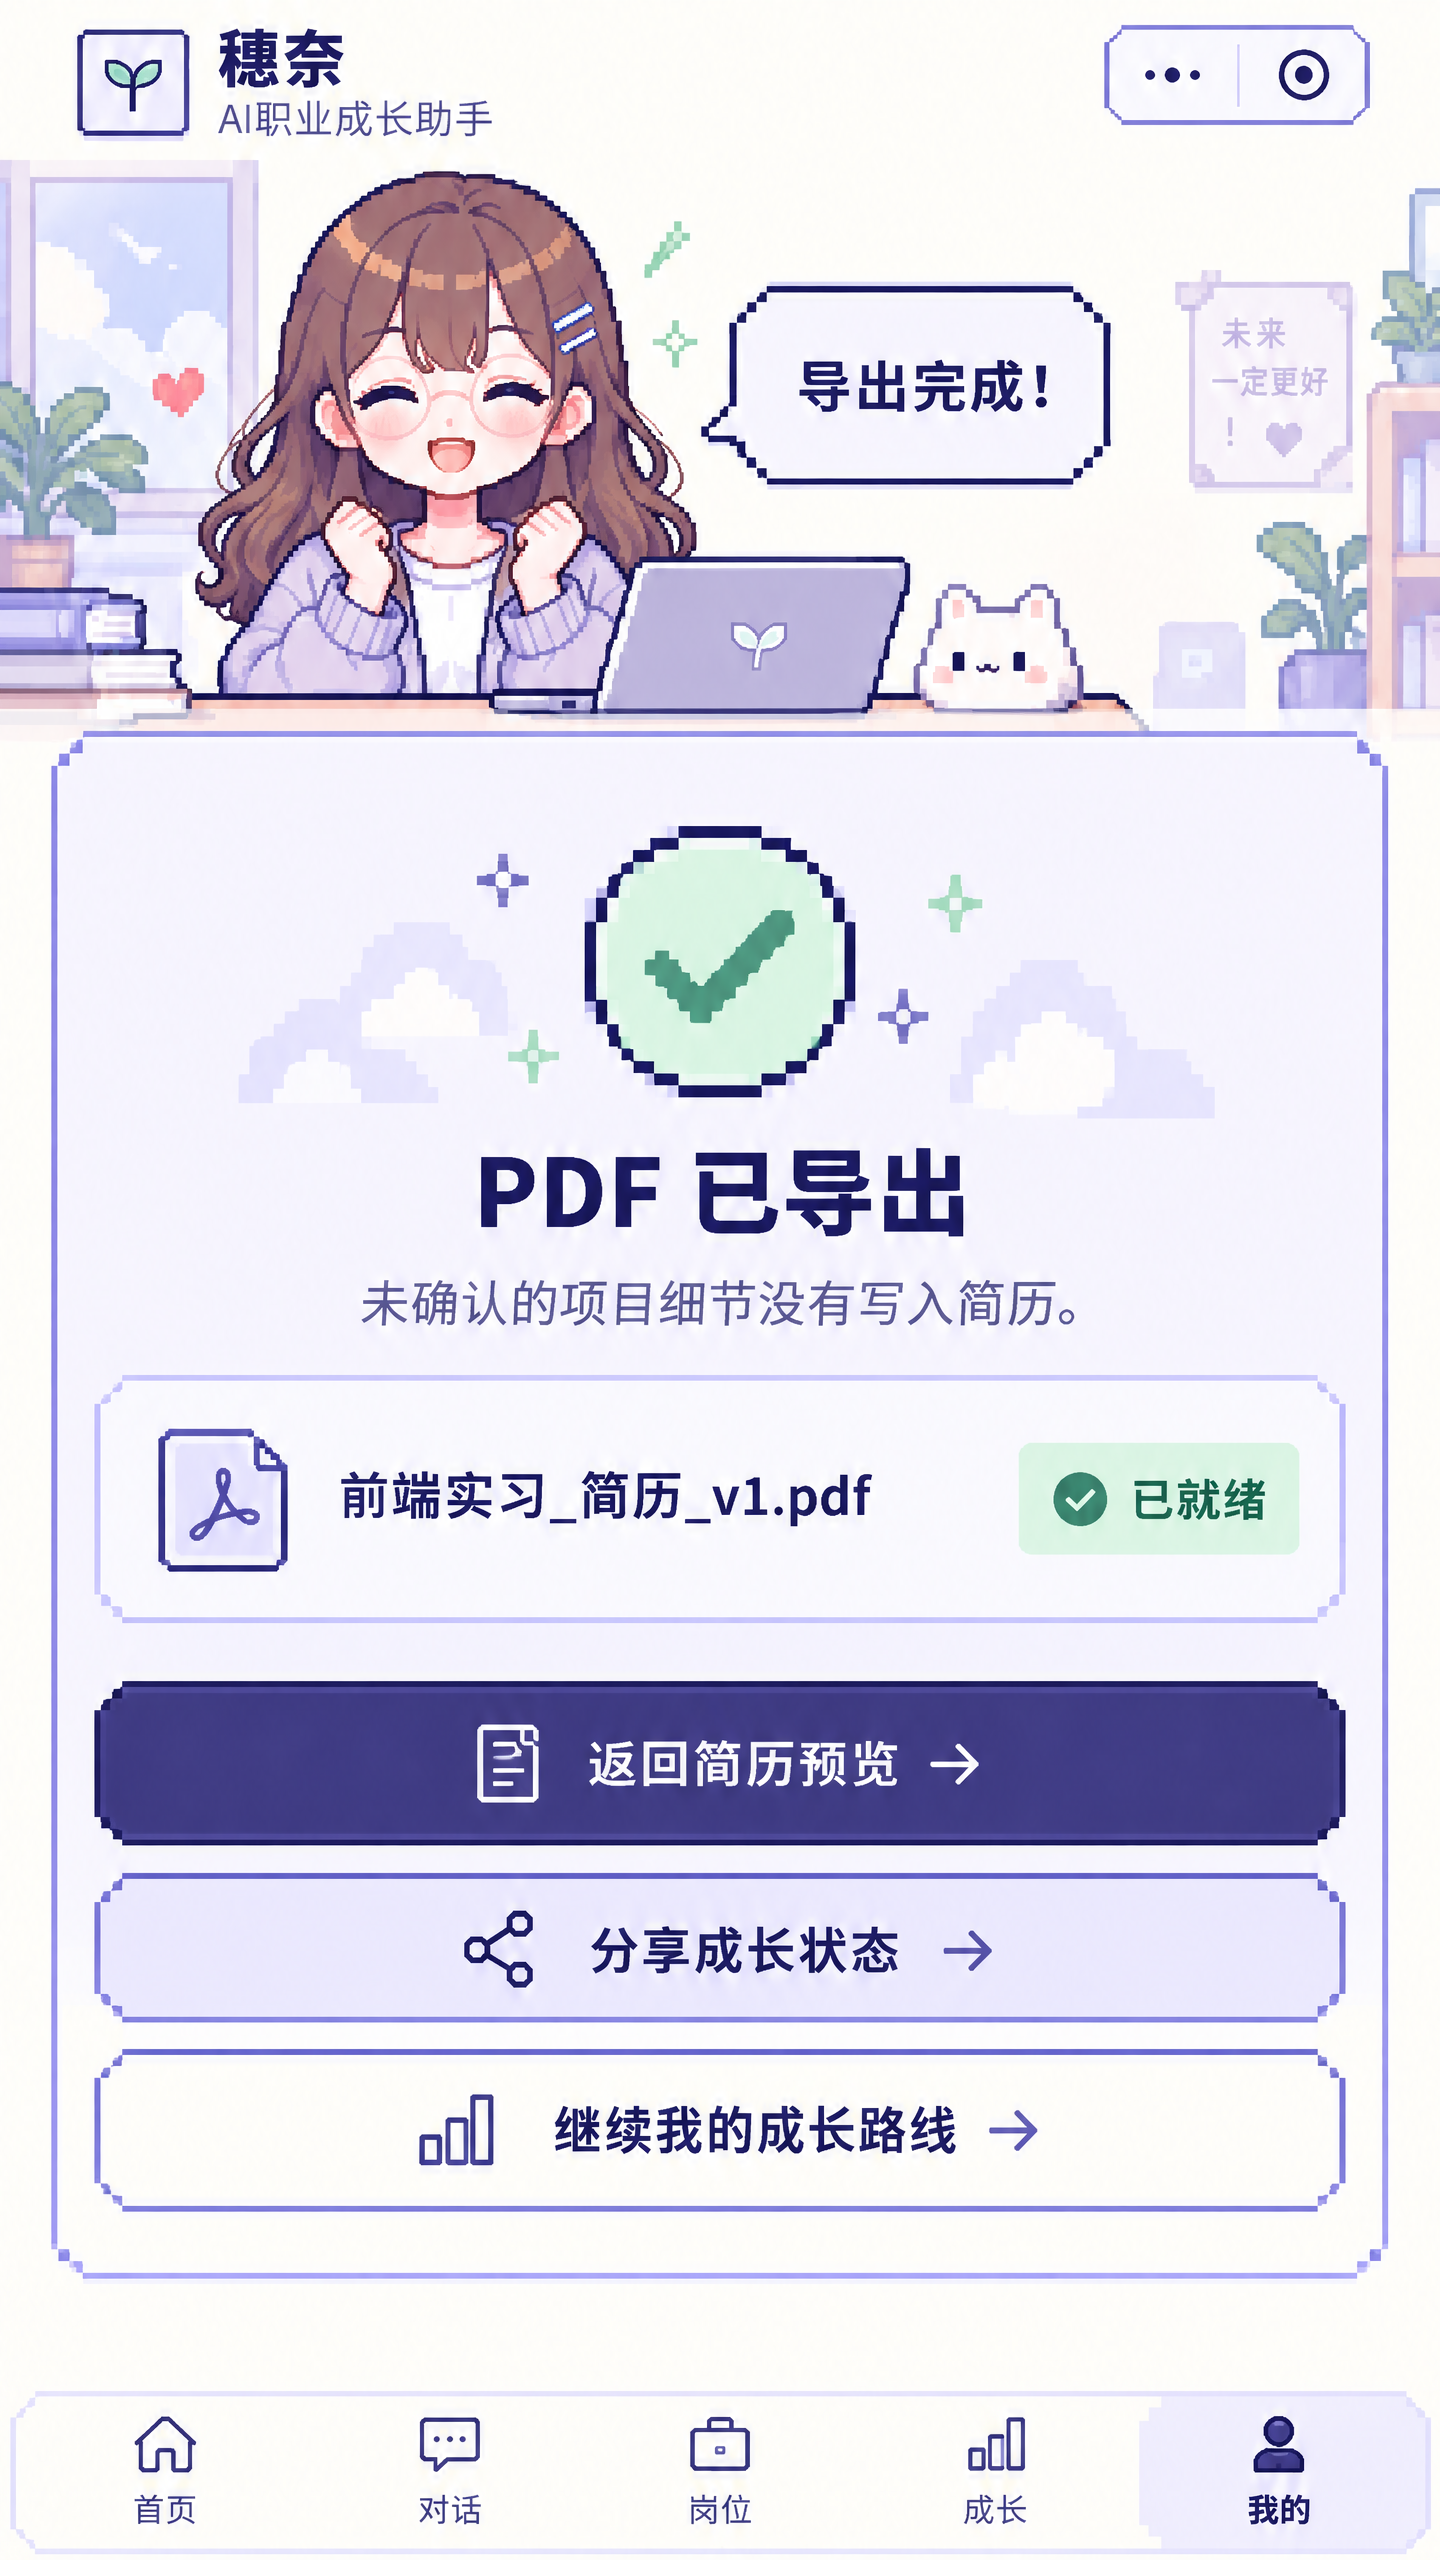 穗奈
AI职业成长助手
导出完成！
未来
一定更好
！
PDF 已导出
未确认的项目细节没有写入简历。
前端实习_简历_v1.pdf
已就绪
返回简历预览 →
分享成长状态 →
继续我的成长路线 →
首页
对话
岗位
成长
我的